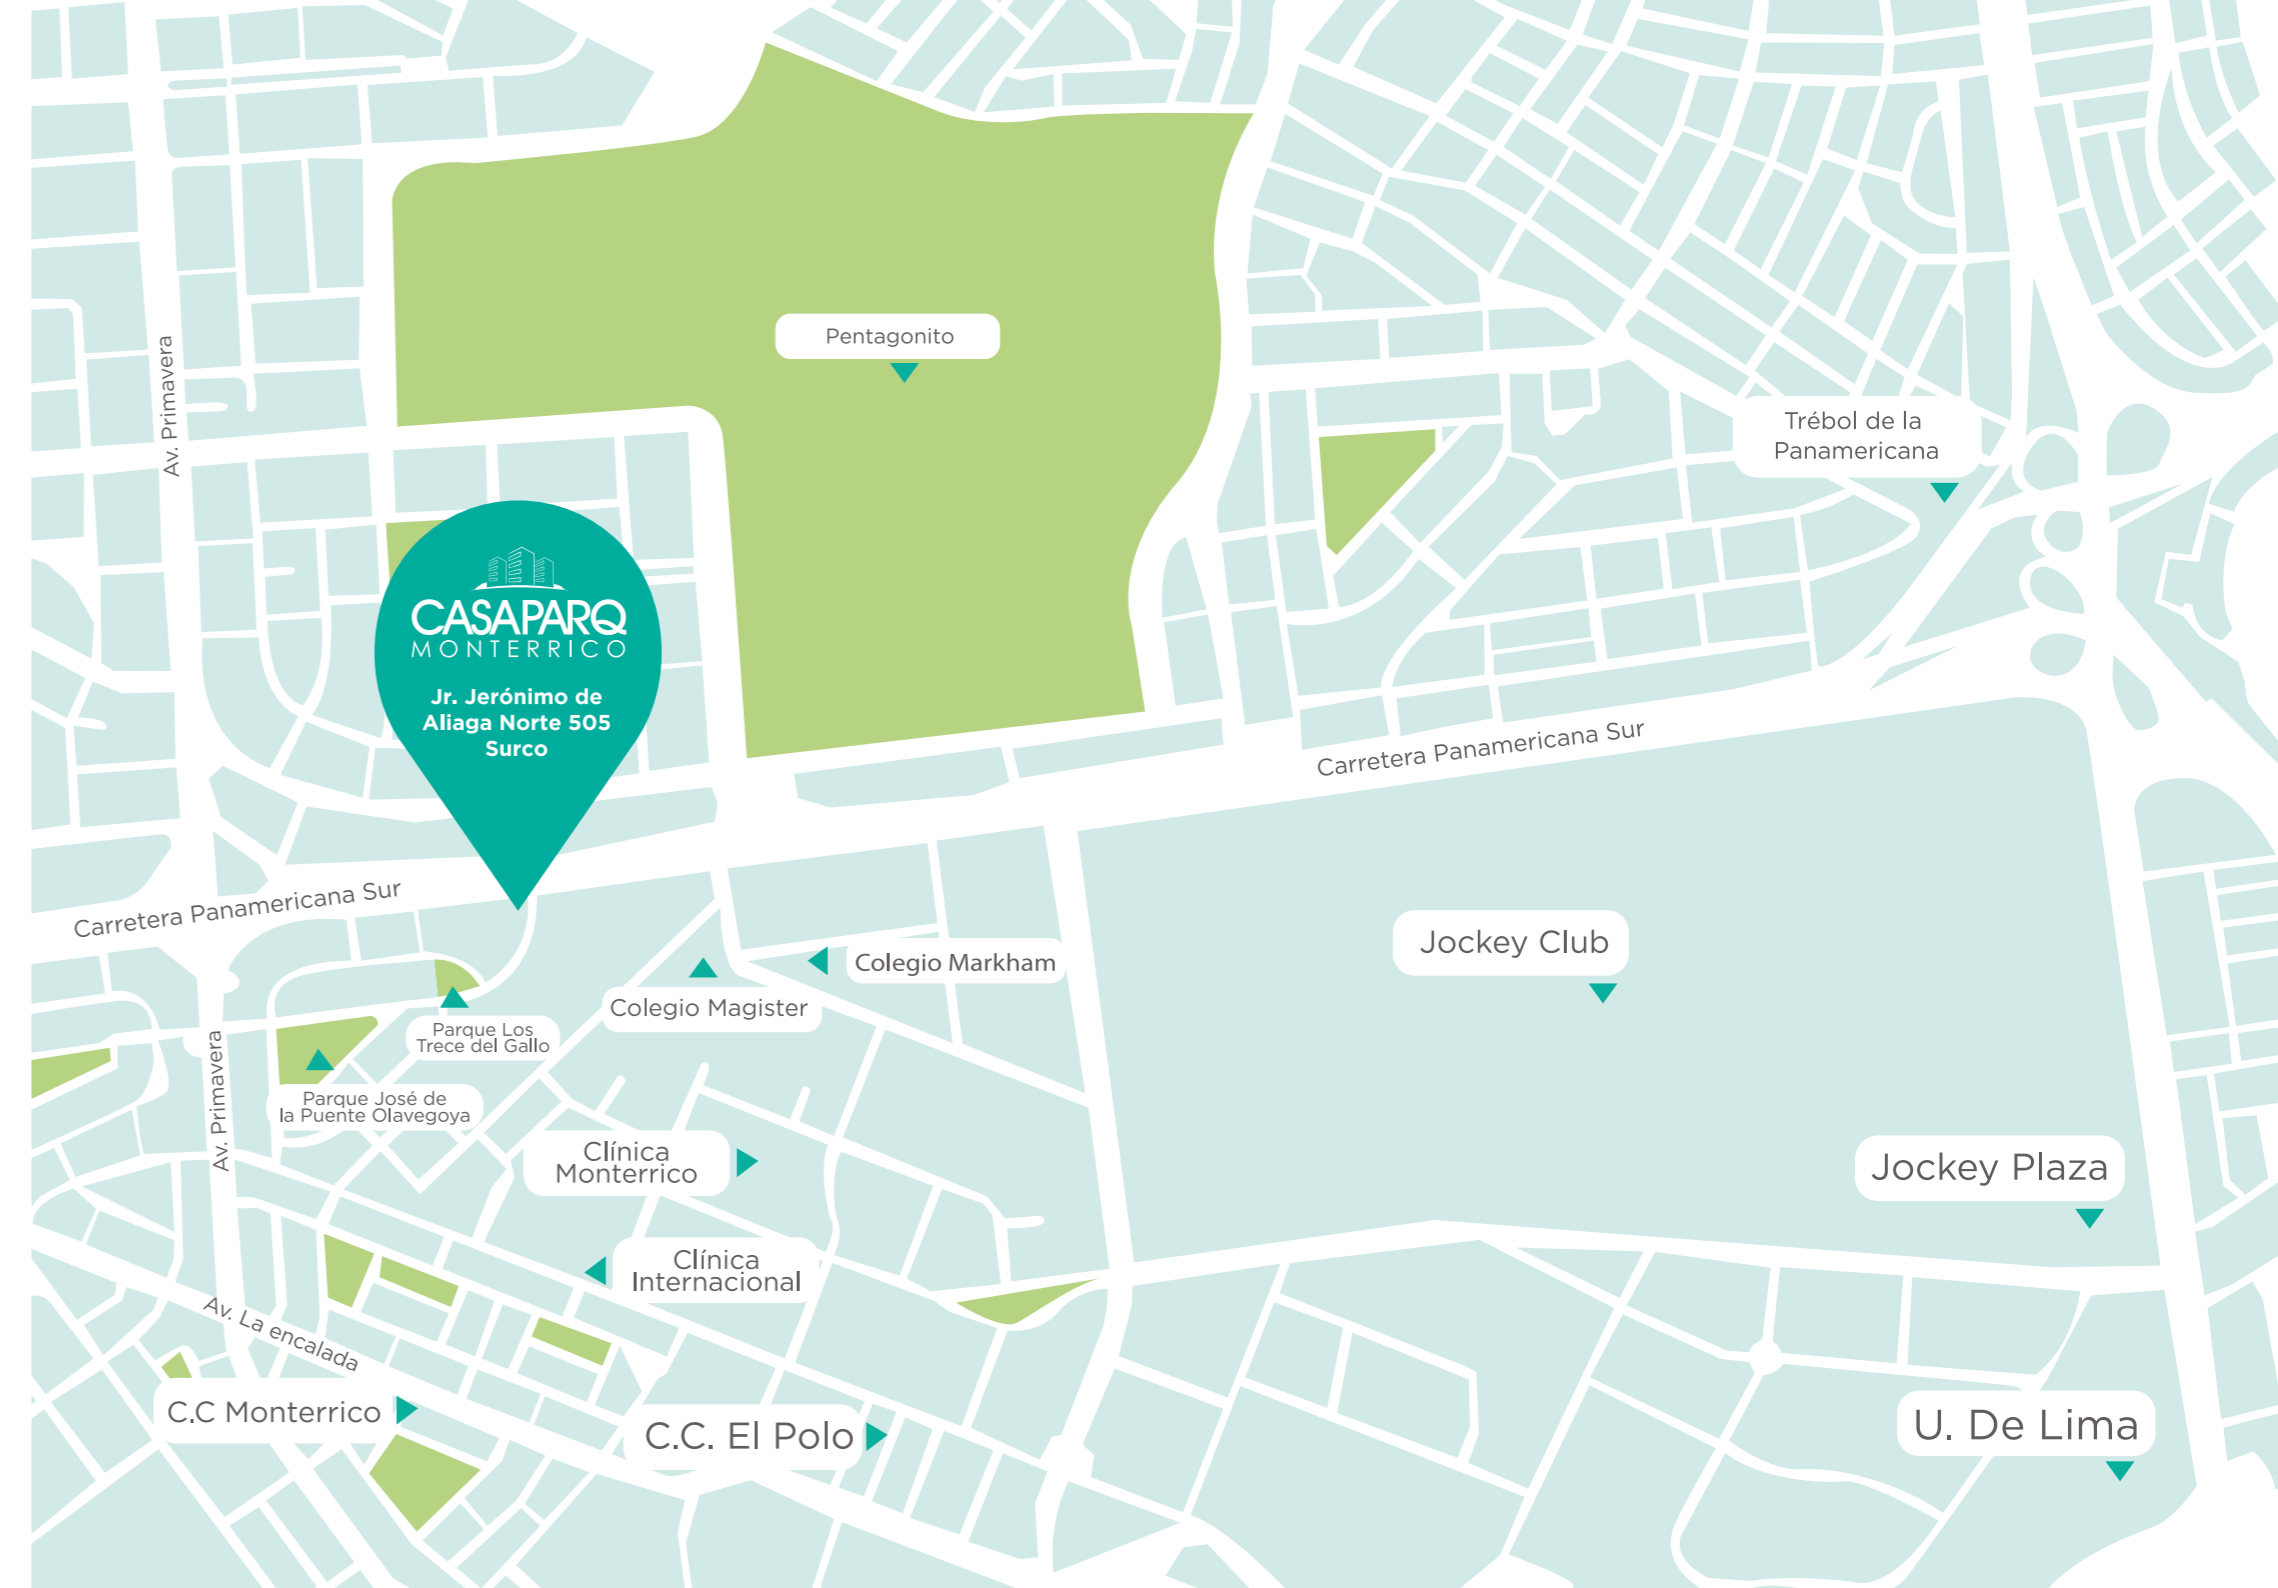 Pentagonito
Av. Primavera
Trébol de la
Panamericana
CASAPARQ
MONTERRICO
Jr. Jerónimo de
Aliaga Norte 505
Surco
Carretera Panamericana Sur
Carretera Panamericana Sur
Jockey Club
Colegio Markham
Colegio Magister
Parque Los
Trece del Gallo
Av. Primavera
Parque José de
la Puente Olavegoya
Clínica
Monterrico
Jockey Plaza
Clínica
Internacional
Av. La encalada
C.C Monterrico
C.C. El Polo
U. De Lima